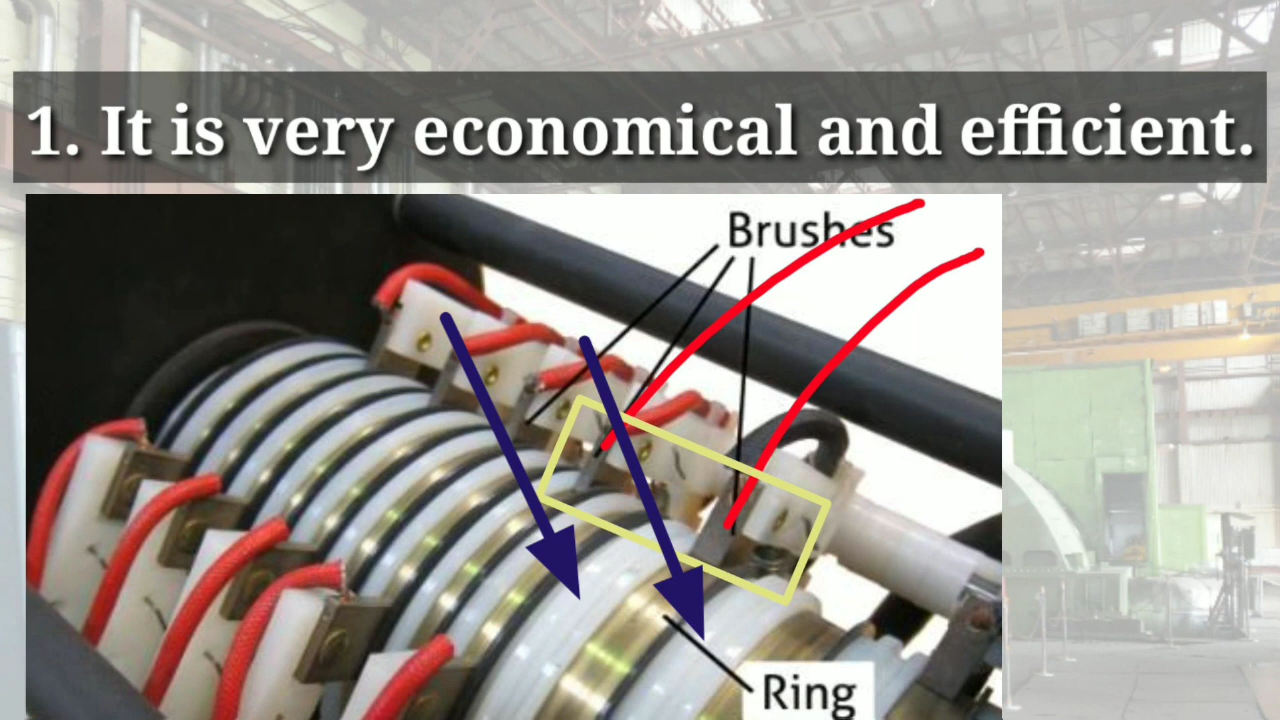 1. It is very economical and efficient.
Brushes
Ring